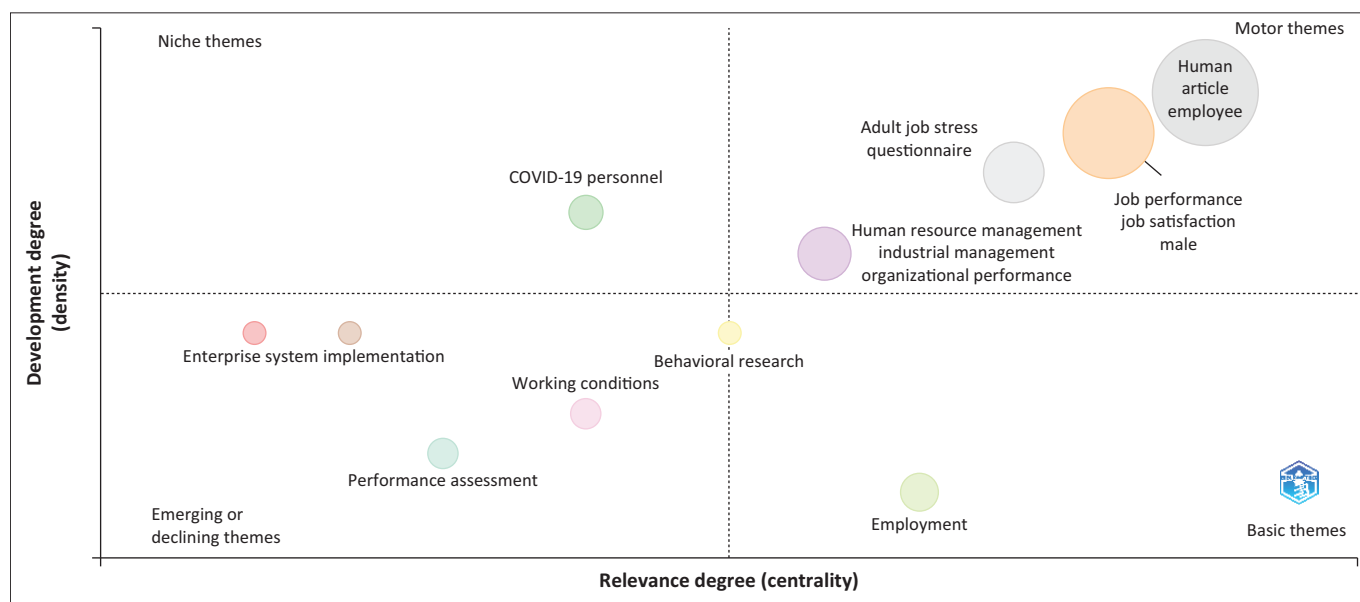 Niche themes
Motor themes
Human
article
employee
Adult job stress
questionnaire
COVID-19 personnel
Job performance
job satisfaction
male
Human resource management
industrial management
organizational performance
Development degree
(density)
Enterprise system implementation
Behavioral research
Working conditions
Performance assessment
Employment
Emerging or
declining themes
Basic themes
Relevance degree (centrality)